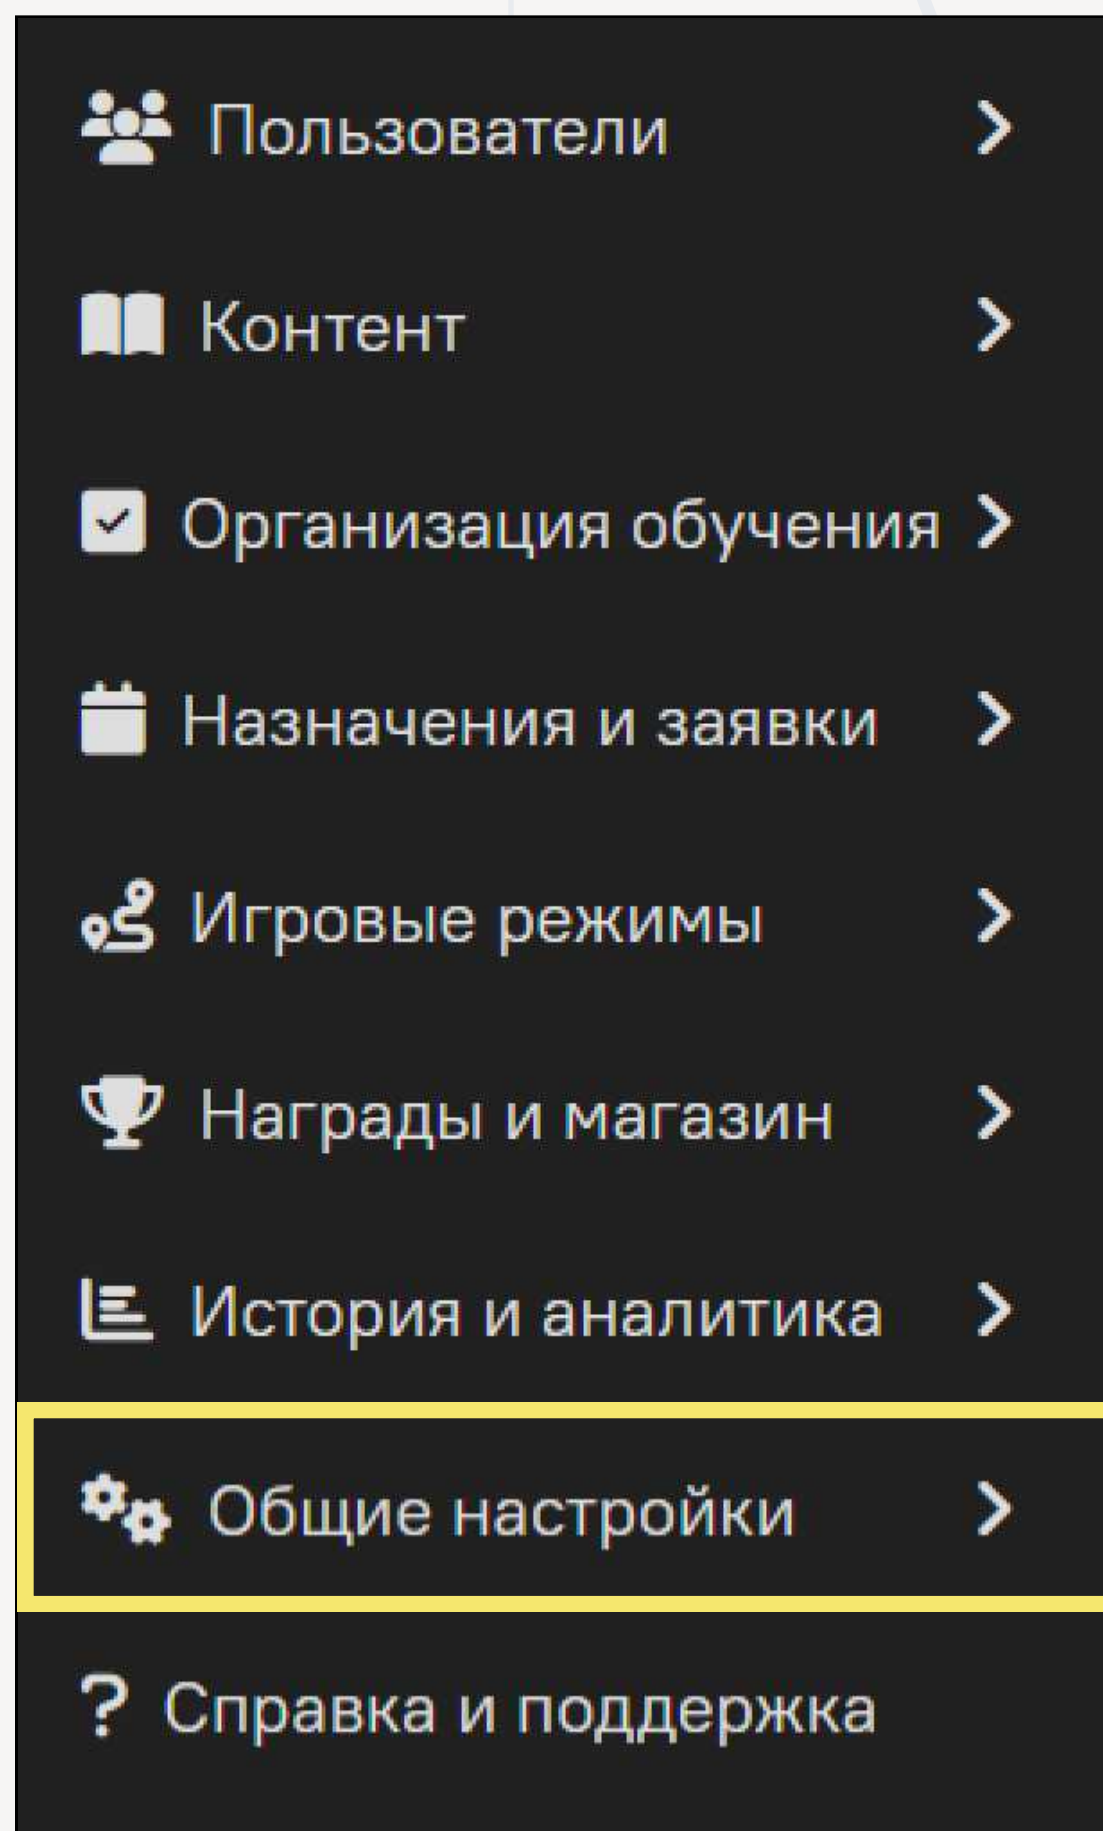 Пользователи
Контент
Организация обучения
Назначения и заявки
Игровые режимы
Награды и магазин
История и аналитика
Общие настройки
Справка и поддержка